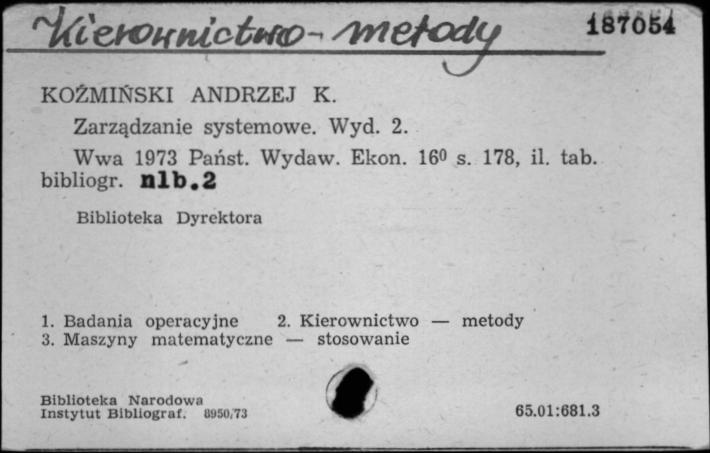 Kierownictwo - metody 187054
KOŹMIŃSKI ANDRZEJ K.
Zarządzanie systemowe. Wyd. 2.
Wwa 1973 Państ. Wydaw. Ekon. 16⁰ s. 178, il. tab.
bibliogr. nlb.2
Biblioteka Dyrektora
1. Badania operacyjne 2. Kierownictwo — metody
3. Maszyny matematyczne — stosowanie
Biblioteka Narodowa
Instytut Bibliograf. 8950/73 65.01:681.3